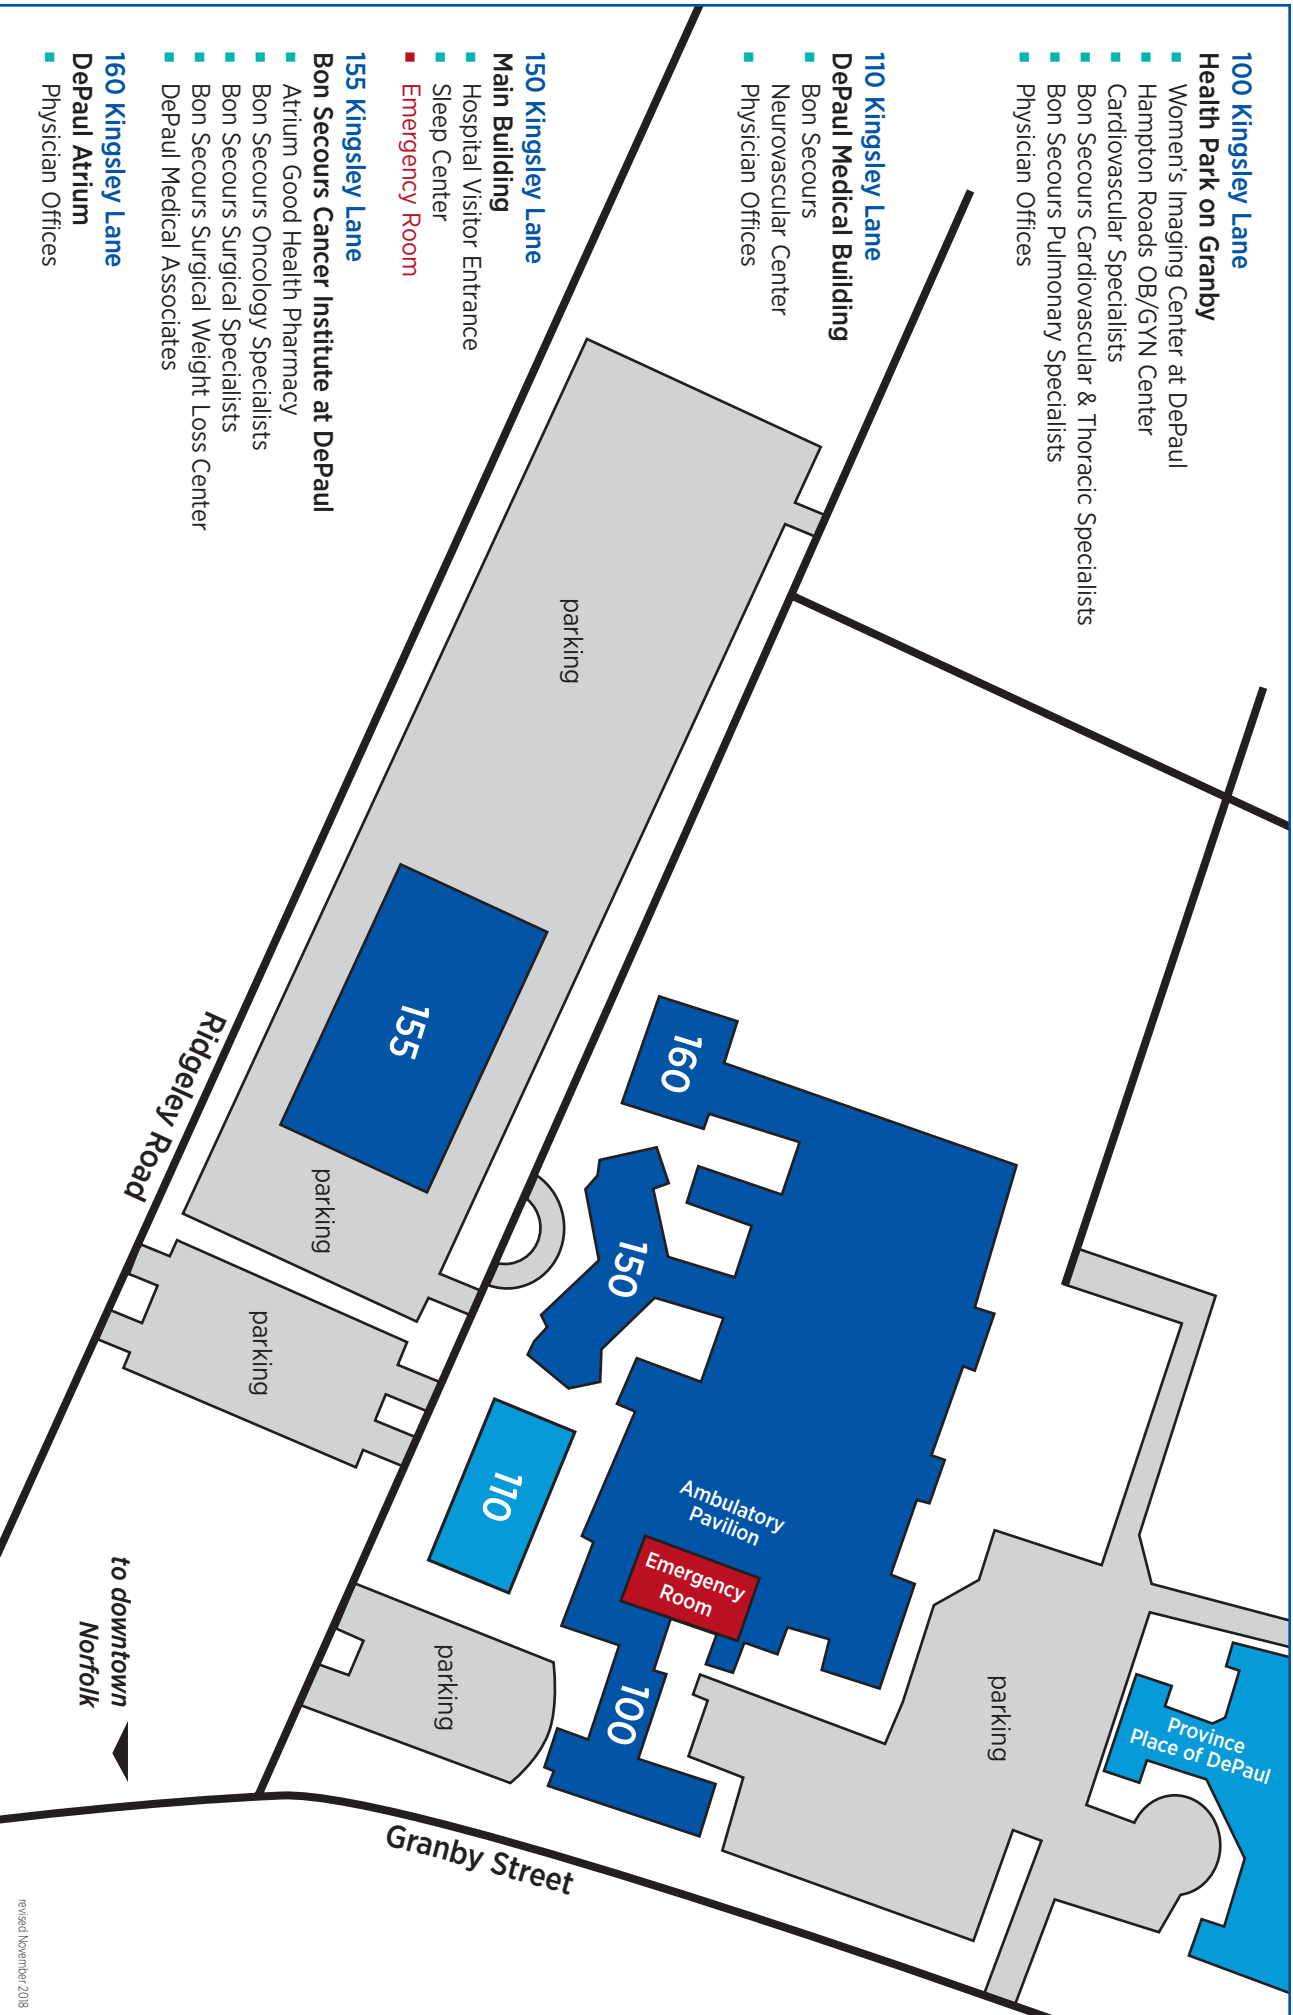 100 Kingsley Lane
Health Park on Granby
Women's Imaging Center at DePaul
Hampton Roads OB/GYN Center
Cardiovascular Specialists
Bon Secours Cardiovascular & Thoracic Specialists
Bon Secours Pulmonary Specialists
Physician Offices
110 Kingsley Lane
DePaul Medical Building
Bon Secours
Neurovascular Center
Physician Offices
150 Kingsley Lane
Main Building
Hospital Visitor Entrance
Sleep Center
Emergency Room
155 Kingsley Lane
Bon Secours Cancer Institute at DePaul
Atrium Good Health Pharmacy
Bon Secours Oncology Specialists
Bon Secours Surgical Specialists
Bon Secours Surgical Weight Loss Center
DePaul Medical Associates
160 Kingsley Lane
DePaul Atrium
Physician Offices
parking
155
160
parking
Ridgeley Road
150
parking
110
Ambulatory
Pavilion
Emergency
Room
100
parking
parking
Province
Place of DePaul
Granby Street
to downtown
Norfolk
revised November 2018